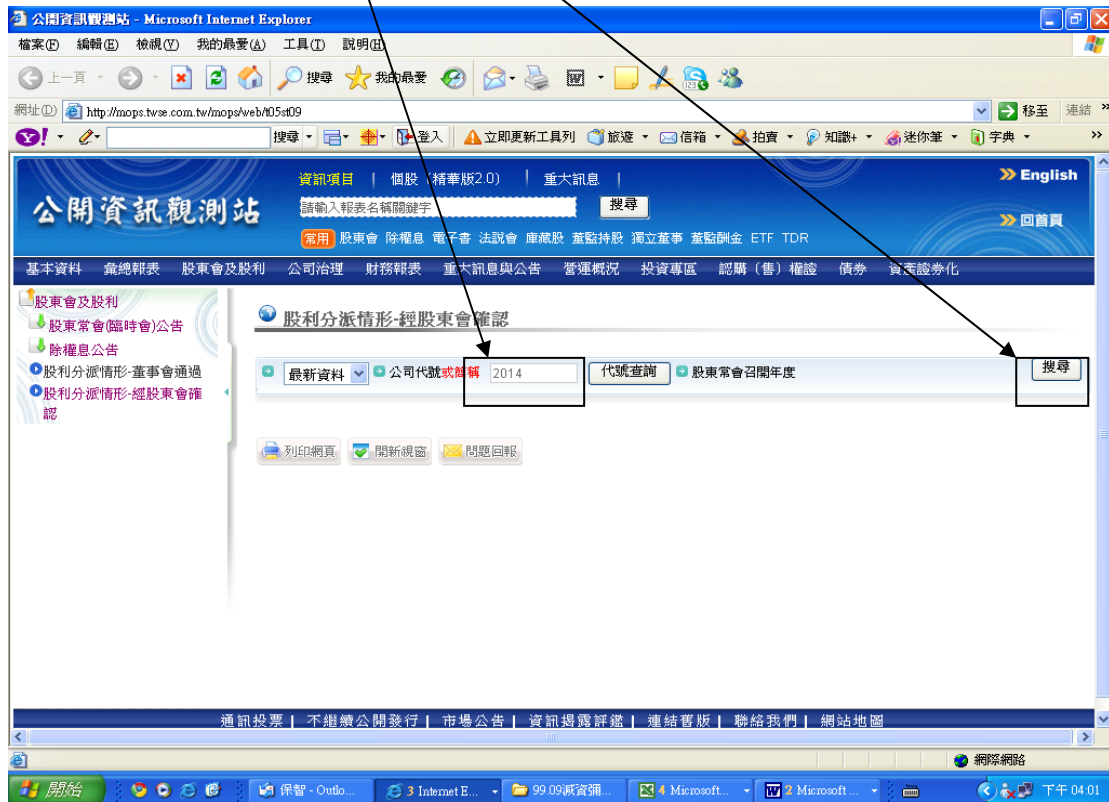 公開資訊觀測站 - Microsoft Internet Explorer
檔案(F) 編輯(E) 檢視(V) 我的最愛(A) 工具(T) 說明(H)
上一頁 搜尋 我的最愛
網址(D) http://mops.twse.com.tw/mops/web/t05st09 移至 連結 »
Y! 搜尋 登入 立即更新工具列 旅遊 信箱 拍賣 知識+ 迷你筆 字典 »
資訊項目 | 個股（精華版2.0） | 重大訊息 | English
公開資訊觀測站
請輸入報表名稱關鍵字 搜尋 回首頁
常用 股東會 除權息 電子書 法說會 庫藏股 董監持股 獨立董事 董監酬金 ETF TDR
基本資料 彙總報表 股東會及股利 公司治理 財務報表 重大訊息與公告 營運概況 投資專區 認購（售）權證 債券 資產證券化
股東會及股利
股東常會(臨時會)公告
除權息公告
股利分派情形-董事會通過
股利分派情形-經股東會確認
股利分派情形-經股東會確認
最新資料 公司代號或簡稱 2014 代號查詢 股東常會召開年度 搜尋
列印網頁 開新視窗 問題回報
通訊投票 | 不繼續公開發行 | 市場公告 | 資訊揭露評鑑 | 連結舊版 | 聯絡我們 | 網站地圖
網際網路
開始 保智 - Outlo... 3 Internet E... 99.09減資彌... 4 Microsoft... 2 Microsoft ... 下午 04:01